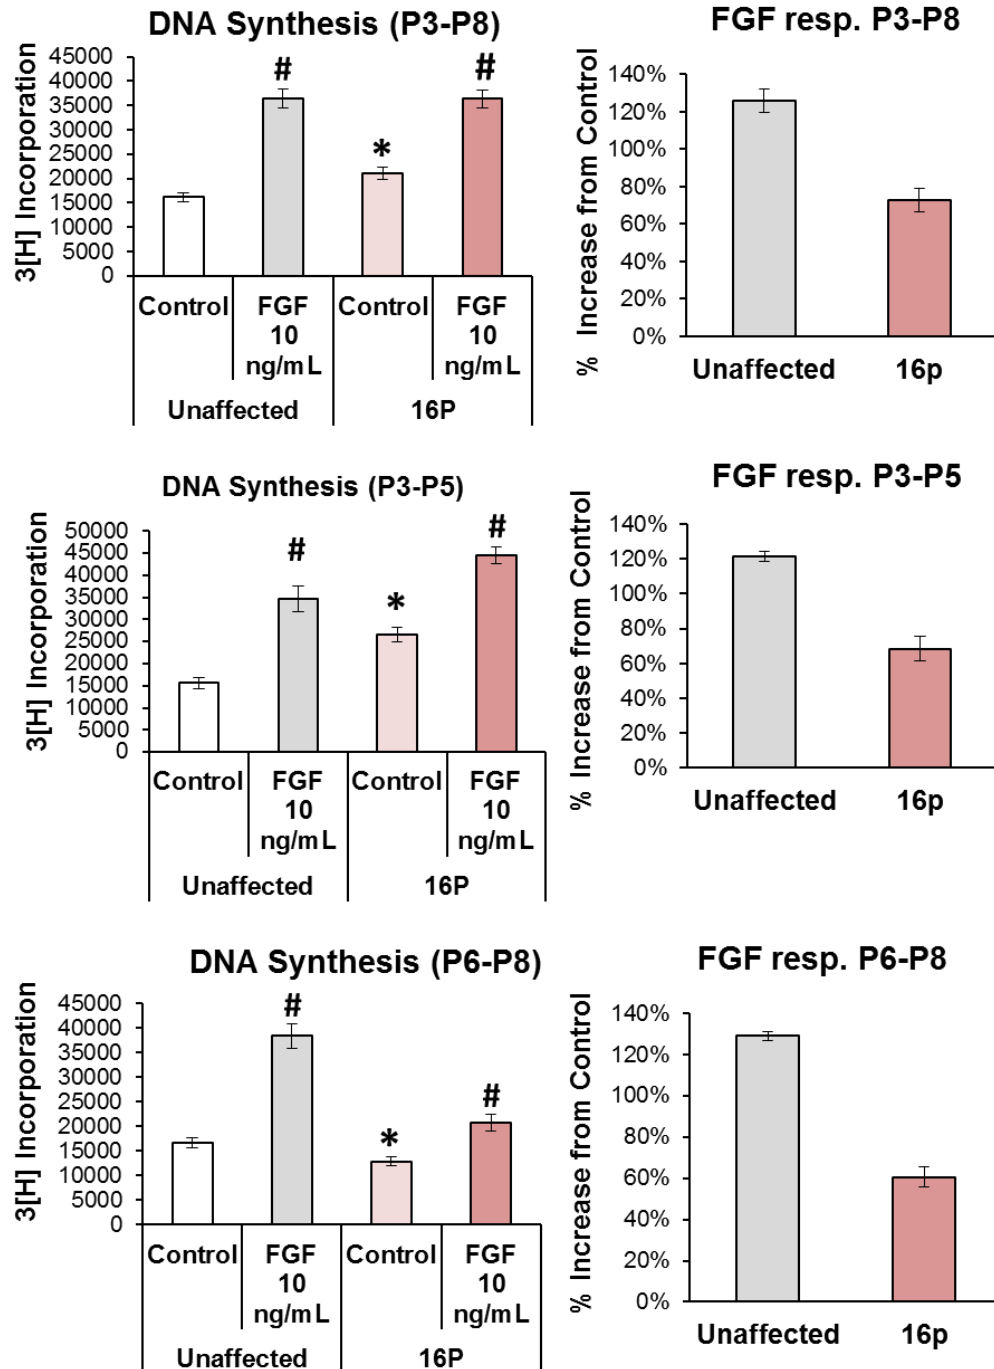 DNA Synthesis (P3-P8)
3[H] Incorporation
45000
40000
35000
30000
25000
20000
15000
10000
5000
0
#
*
#
Control
FGF
10
ng/mL
Control
FGF
10
ng/mL
Unaffected
16P
FGF resp. P3-P8
% Increase from Control
140%
120%
100%
80%
60%
40%
20%
0%
Unaffected
16p
DNA Synthesis (P3-P5)
3[H] Incorporation
50000
45000
40000
35000
30000
25000
20000
15000
10000
5000
0
#
*
#
Control
FGF
10
ng/mL
Control
FGF
10
ng/mL
Unaffected
16P
FGF resp. P3-P5
% Increase from Control
140%
120%
100%
80%
60%
40%
20%
0%
Unaffected
16p
DNA Synthesis (P6-P8)
3[H] Incorporation
45000
40000
35000
30000
25000
20000
15000
10000
5000
0
#
*
#
Control
FGF
10
ng/mL
Control
FGF
10
ng/mL
Unaffected
16P
FGF resp. P6-P8
% Increase from Control
140%
120%
100%
80%
60%
40%
20%
0%
Unaffected
16p